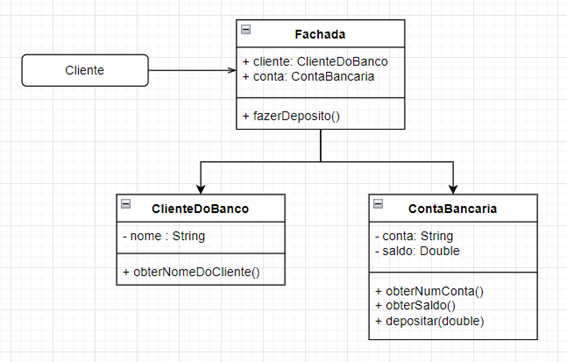 Fachada
+ cliente: ClienteDoBanco
+ conta: ContaBancaria
+ fazerDeposito()
Cliente
ClienteDoBanco
- nome : String
+ obterNomeDoCliente()
ContaBancaria
- conta: String
- saldo: Double
+ obterNumConta()
+ obterSaldo()
+ depositar(double)